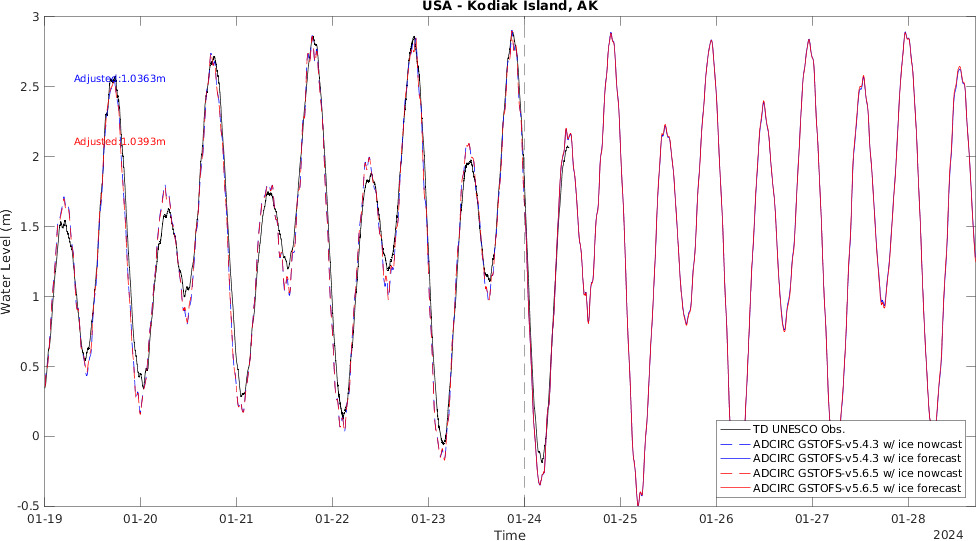 USA - Kodiak Island, AK
3
2.5
2
1.5
1
0.5
0
-0.5
Water Level (m)
Adjusted:1.0363m
Adjusted:1.0393m
TD UNESCO Obs.
ADCIRC GSTOFS-v5.4.3 w/ ice nowcast
ADCIRC GSTOFS-v5.4.3 w/ ice forecast
ADCIRC GSTOFS-v5.6.5 w/ ice nowcast
ADCIRC GSTOFS-v5.6.5 w/ ice forecast
01-19 01-20 01-21 01-22 01-23 01-24 01-25 01-26 01-27 01-28
Time
2024